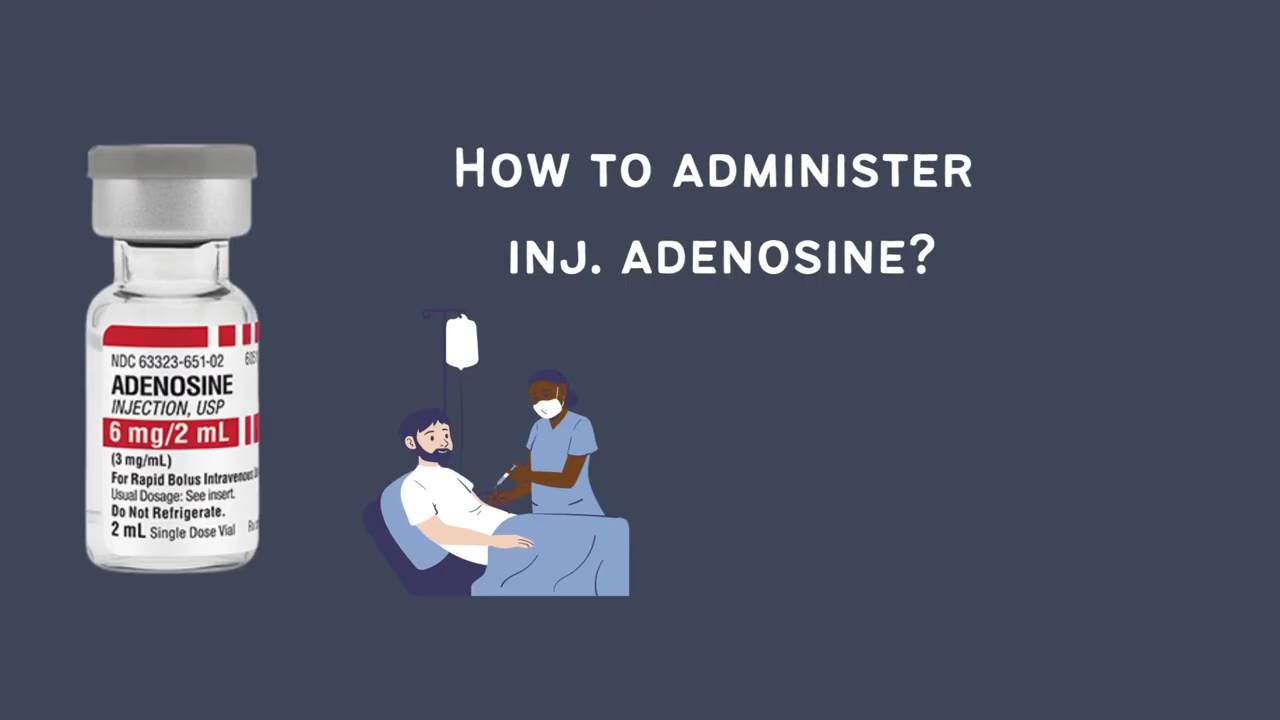 How to administer
inj. adenosine?
NDC 63323-651-02
ADENOSINE
INJECTION, USP
6 mg/2 mL
(3 mg/mL)
For Rapid Bolus Intravenous
Usual Dosage: See insert.
Do Not Refrigerate.
2 mL Single Dose Vial